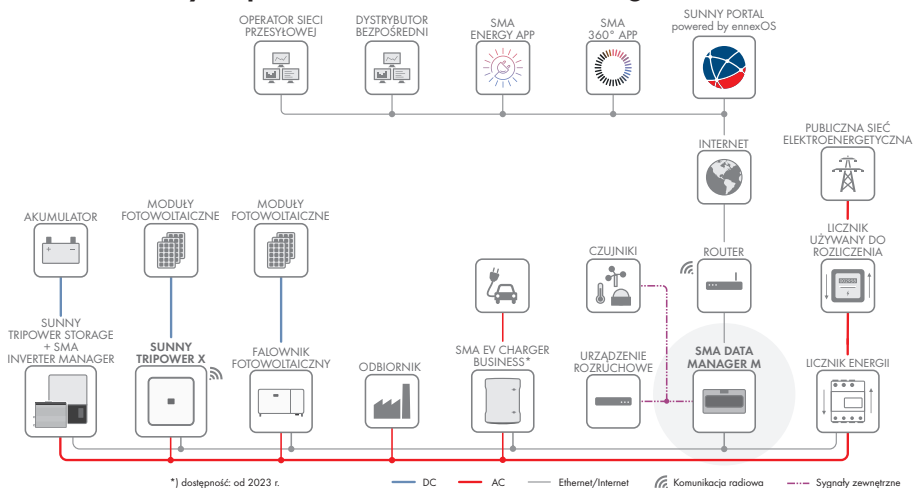 OPERATOR SIECI
PRZESYŁOWEJ
DYSTRYBUTOR
BEZPOŚREDNI
SMA
ENERGY APP
SMA
360° APP
SUNNY PORTAL
powered by ennexOS
INTERNET
PUBLICZNA SIEĆ
ELEKTROENERGETYCZNA
AKUMULATOR
MODUŁY
FOTOWOLTAICZNE
MODUŁY
FOTOWOLTAICZNE
CZUJNIKI
ROUTER
LICZNIK
UŻYWANY DO
ROZLICZENIA
SUNNY
TRIPOWER STORAGE
+ SMA
INVERTER MANAGER
SUNNY
TRIPOWER X
FALOWNIK
FOTOWOLTAICZNY
ODBIORNIK
SMA EV CHARGER
BUSINESS*
URZĄDZENIE
ROZRUCHOWE
SMA DATA
MANAGER M
LICZNIK ENERGII
*) dostępność: od 2023 r.
DC
AC
Ethernet/Internet
Komunikacja radiowa
Sygnały zewnętrzne